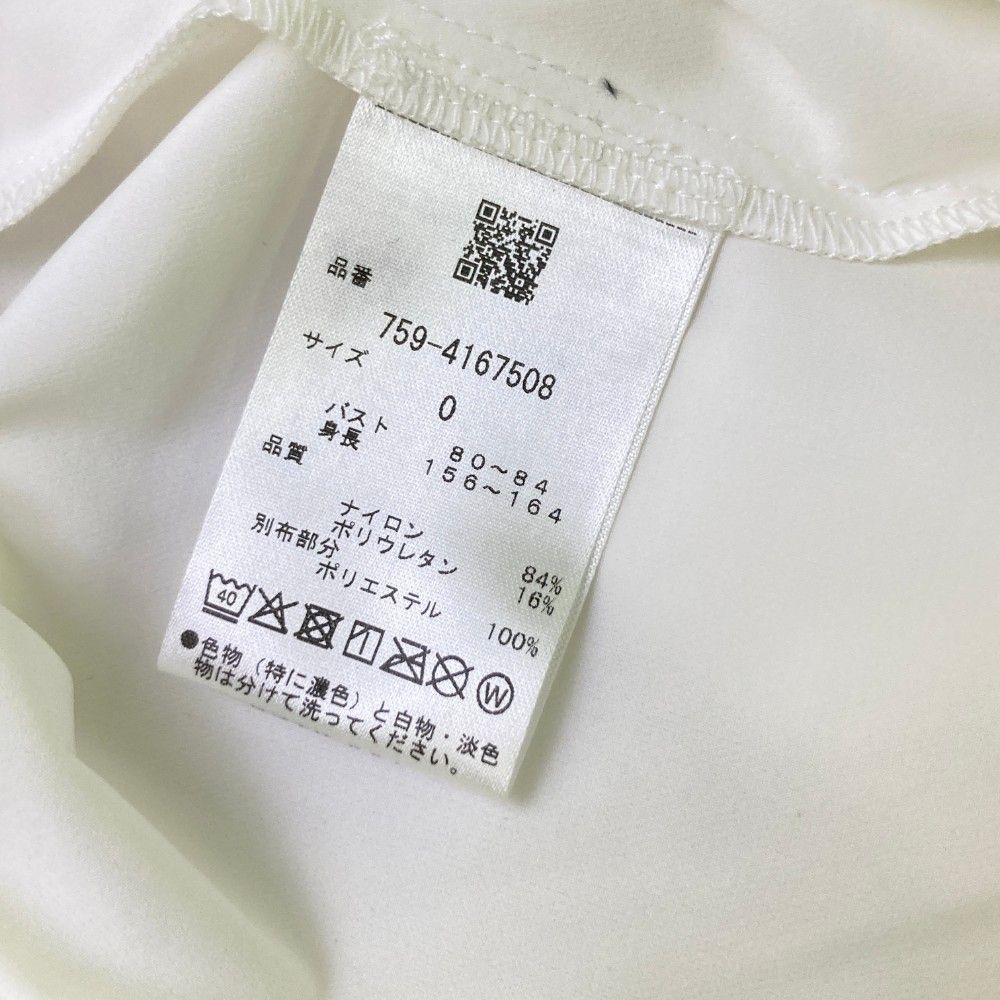 品番
759-4167508
サイズ
0
バスト 80～84
身長 156～164
品質
ナイロン 84%
ポリウレタン 16%
別布部分
ポリエステル 100%
40
W
●色物（特に濃色）と白物・淡色
物は分けて洗ってください。